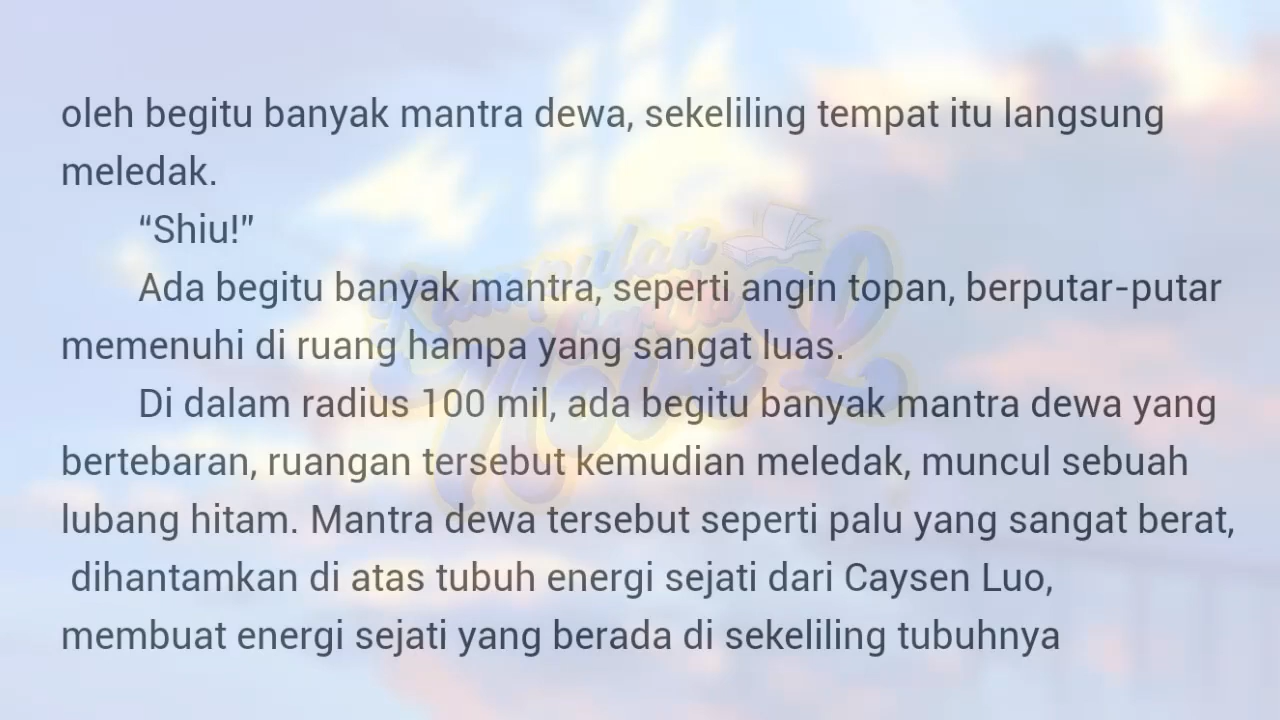 oleh begitu banyak mantra dewa, sekeliling tempat itu langsung
meledak.
“Shiu!”
Ada begitu banyak mantra, seperti angin topan, berputar-putar
memenuhi di ruang hampa yang sangat luas.
Di dalam radius 100 mil, ada begitu banyak mantra dewa yang
bertebaran, ruangan tersebut kemudian meledak, muncul sebuah
lubang hitam. Mantra dewa tersebut seperti palu yang sangat berat,
dihantamkan di atas tubuh energi sejati dari Caysen Luo,
membuat energi sejati yang berada di sekeliling tubuhnya